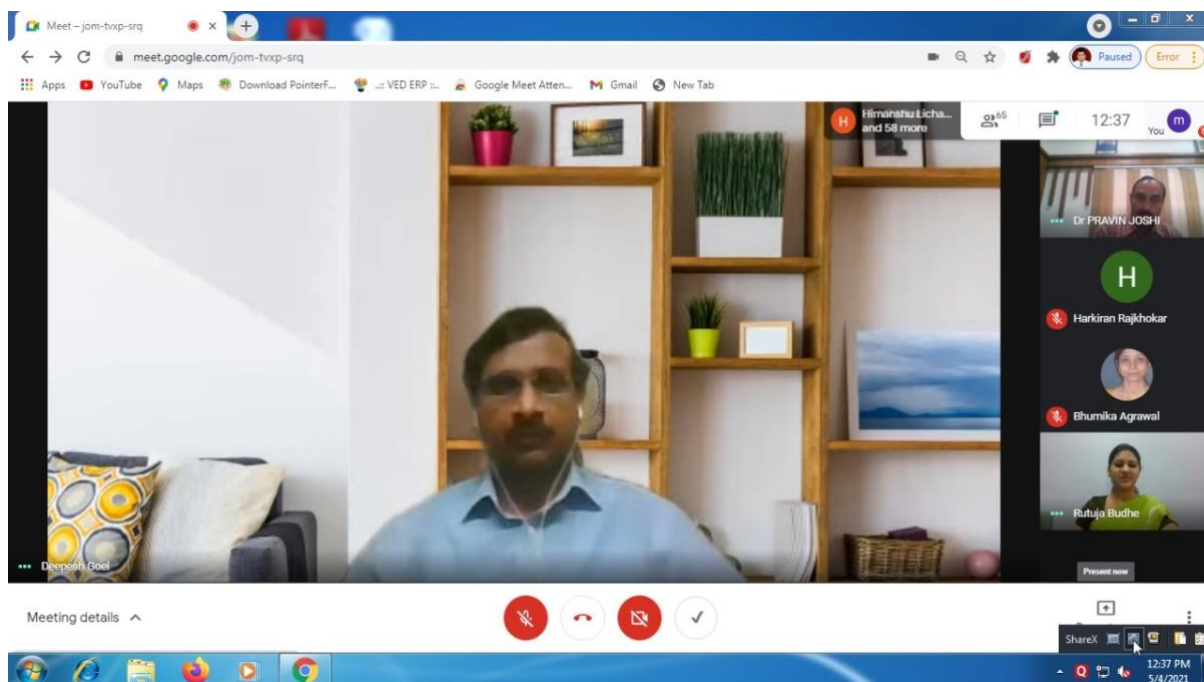 Meet – jom-tvxp-srq
meet.google.com/jom-tvxp-srq
Paused
Error
Apps
YouTube
Maps
Download PointerF...
..:: VED ERP ::..
Google Meet Atten...
Gmail
New Tab
H
Himanshu Licha...
and 58 more
65
12:37
You
m
Dr PRAVIN JOSHI
H
Harkiran Rajkhokar
Bhumika Agrawal
Rutuja Budhe
Deepesh Goel
Present now
Meeting details
ShareX
12:37 PM
5/4/2021